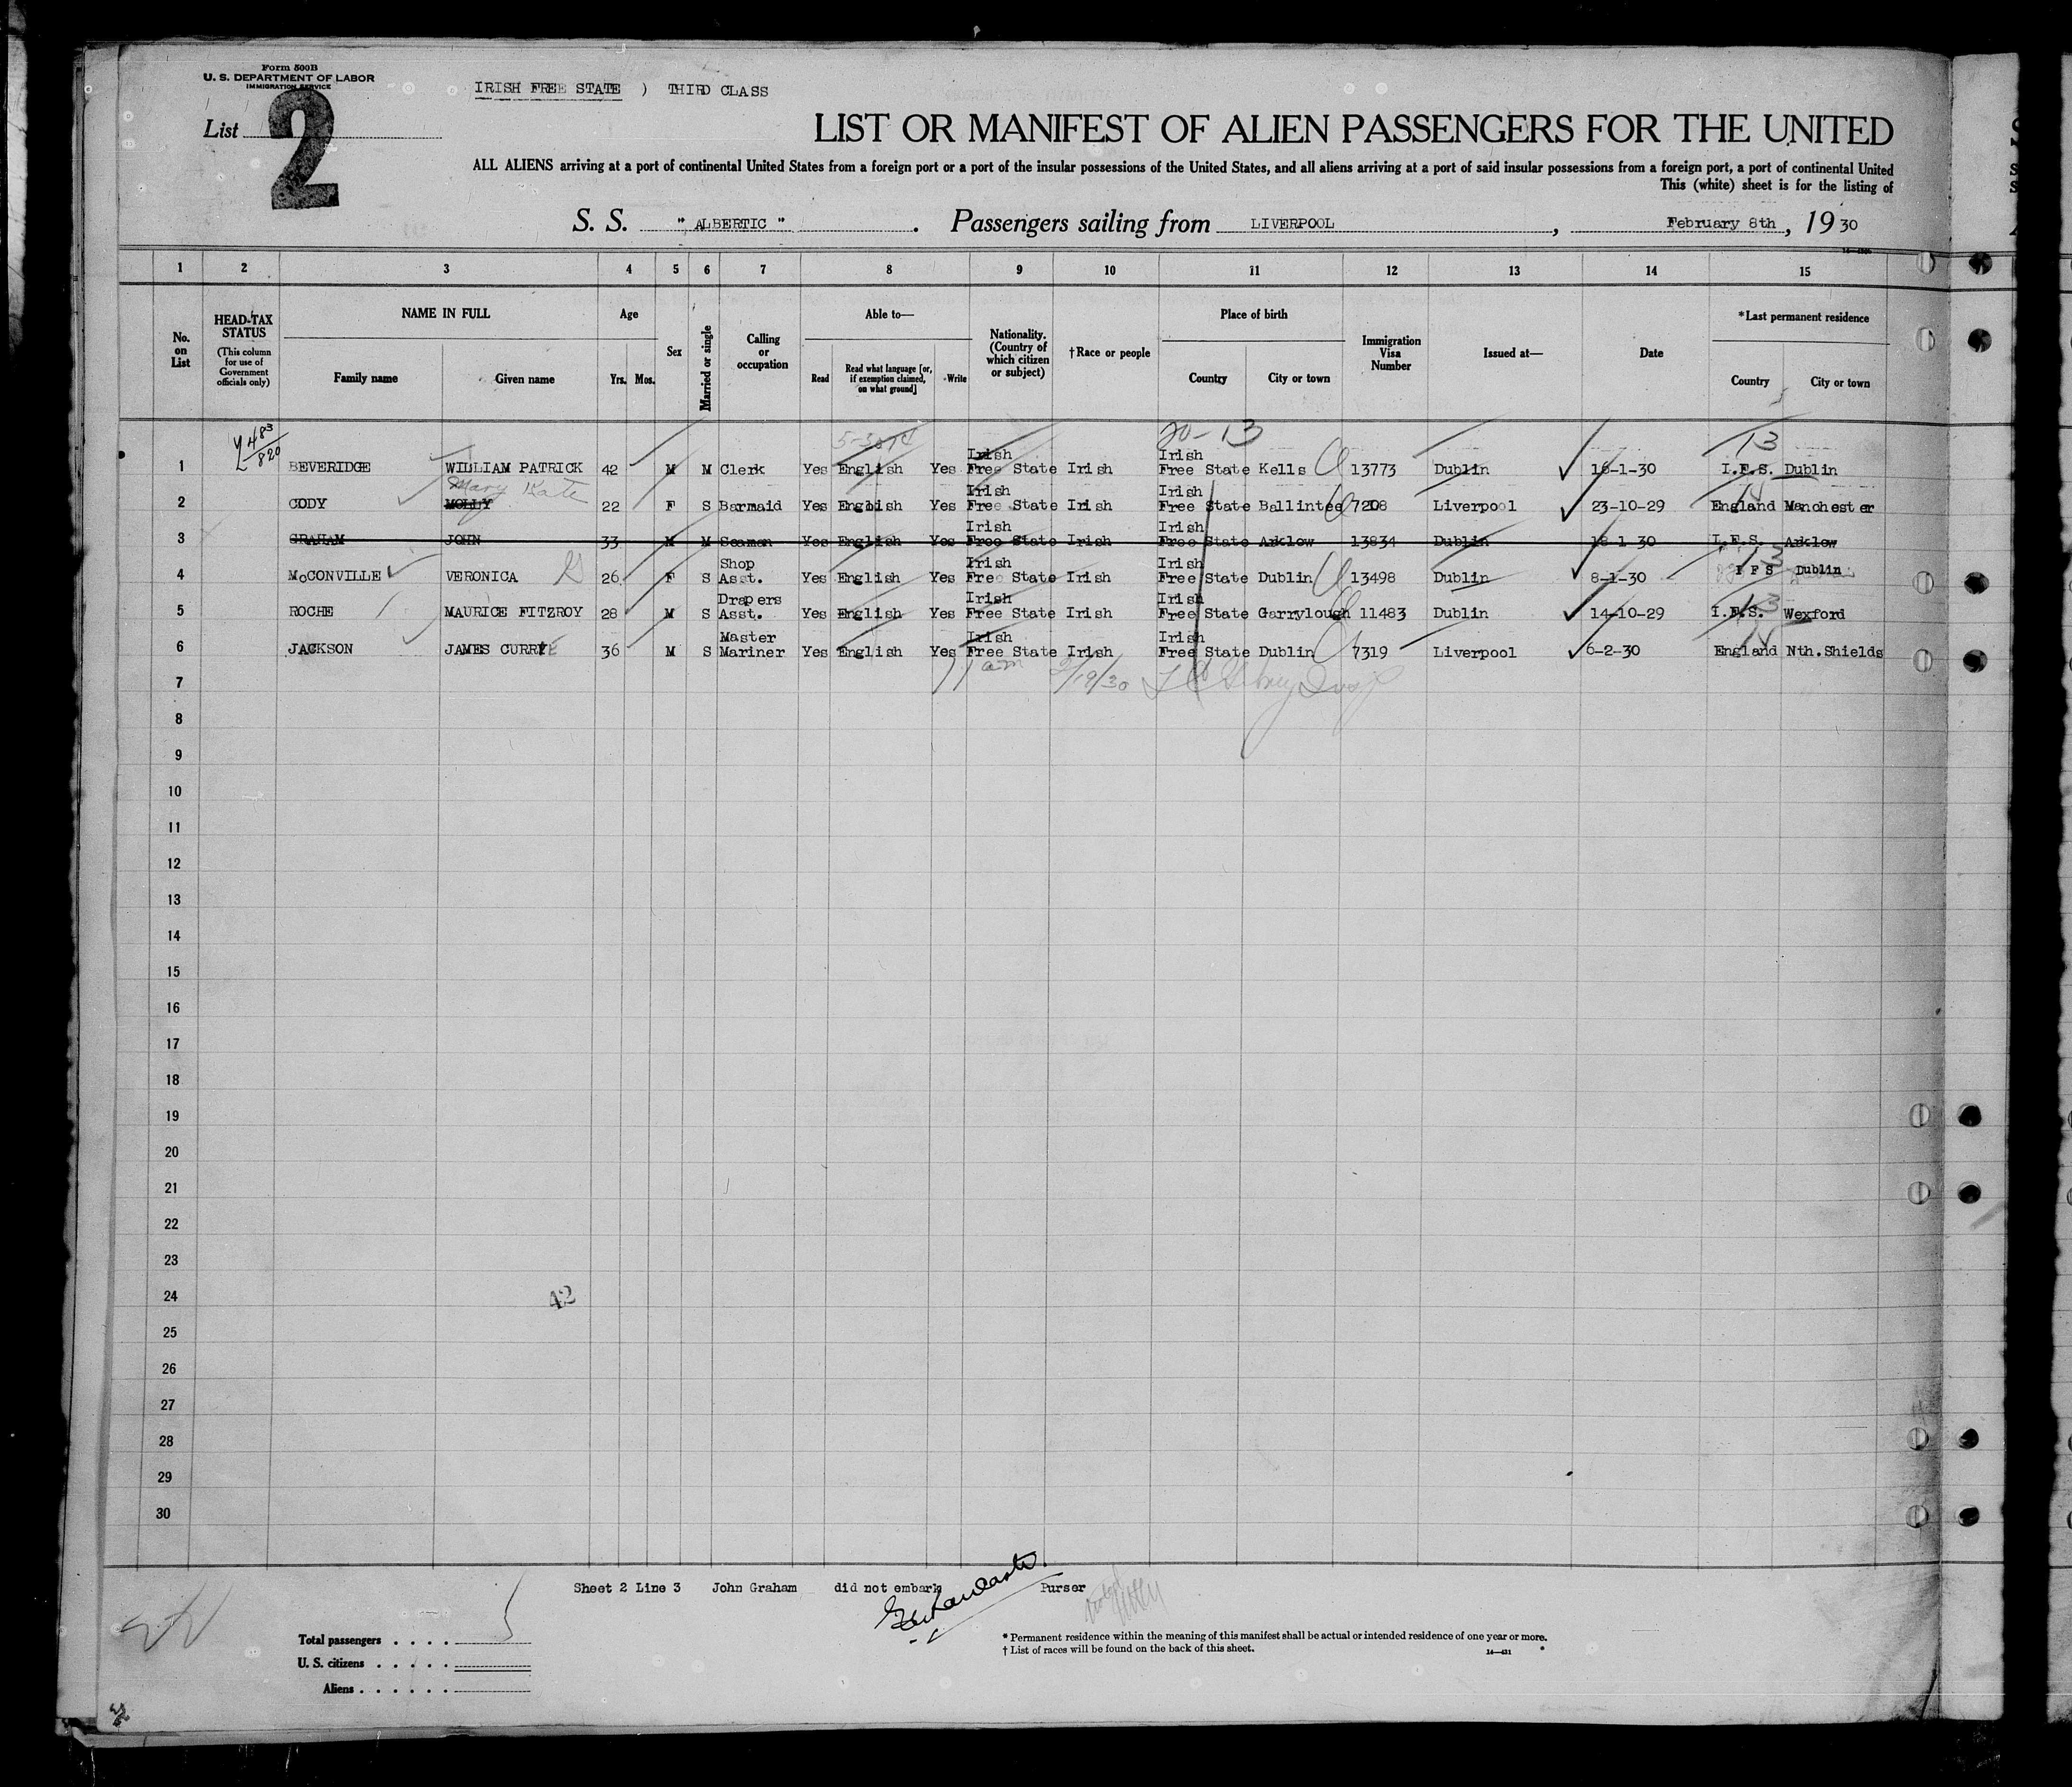 Form 500B
U. S. DEPARTMENT OF LABOR
IMMIGRATION SERVICE
IRISH FREE STATE ) THIRD CLASS
List 2
LIST OR MANIFEST OF ALIEN PASSENGERS FOR THE UNITED
ALL ALIENS arriving at a port of continental United States from a foreign port or a port of the insular possessions of the United States, and all aliens arriving at a port of said insular possessions from a foreign port, a port of continental United
This (white) sheet is for the listing of
S. S. "ALBERTIC". Passengers sailing from LIVERPOOL, February 8th, 1930
1 2 3 4 5 6 7 8 9 10 11 12 13 14 15
No. on List
HEAD-TAX STATUS
(This column for use of Government officials only)
NAME IN FULL
Family name Given name
Age
Yrs. Mos.
Sex
Married or single
Calling or occupation
Able to—
Read
Read what language [or, if exemption claimed, on what ground]
Write
Nationality. (Country of which citizen or subject)
†Race or people
Place of birth
Country City or town
Immigration Visa Number
Issued at—
Date
*Last permanent residence
Country City or town
483
820
20-13
13
1 BEVERIDGE WILLIAM PATRICK 42 M M Clerk Yes English Yes Irish Free State Irish Irish Free State Kells 13773 Dublin 16-1-30 I.F.S. Dublin
Mary Kate
2 CODY MOLLY 22 F S Barmaid Yes English Yes Irish Free State Irish Irish Free State Ballintee 7208 Liverpool 23-10-29 England Manchester
3 GRAHAM JOHN 33 M M Seaman Yes English Yes Irish Free State Irish Irish Free State Arklow 13834 Dublin 18-1-30 I.F.S. Arklow
4 McCONVILLE VERONICA 26 F S Shop Asst. Yes English Yes Irish Free State Irish Irish Free State Dublin 13498 Dublin 8-1-30 I F S Dublin
5 ROCHE MAURICE FITZROY 28 M S Drapers Asst. Yes English Yes Irish Free State Irish Irish Free State Garrylough 11483 Dublin 14-10-29 I.F.S. Wexford
6 JACKSON JAMES CURRIE 36 M S Master Mariner Yes English Yes Irish Free State Irish Irish Free State Dublin 7319 Liverpool 6-2-30 England Nth.Shields
11 am 2/19/30
7
8
9
10
11
12
13
14
15
16
17
18
19
20
21
22
23
24
42
25
26
27
28
29
30
Sheet 2 Line 3 John Graham did not embark Purser
Total passengers . . . . 5
U. S. citizens . . . . .
Aliens . . . . . .
* Permanent residence within the meaning of this manifest shall be actual or intended residence of one year or more.
† List of races will be found on the back of this sheet.